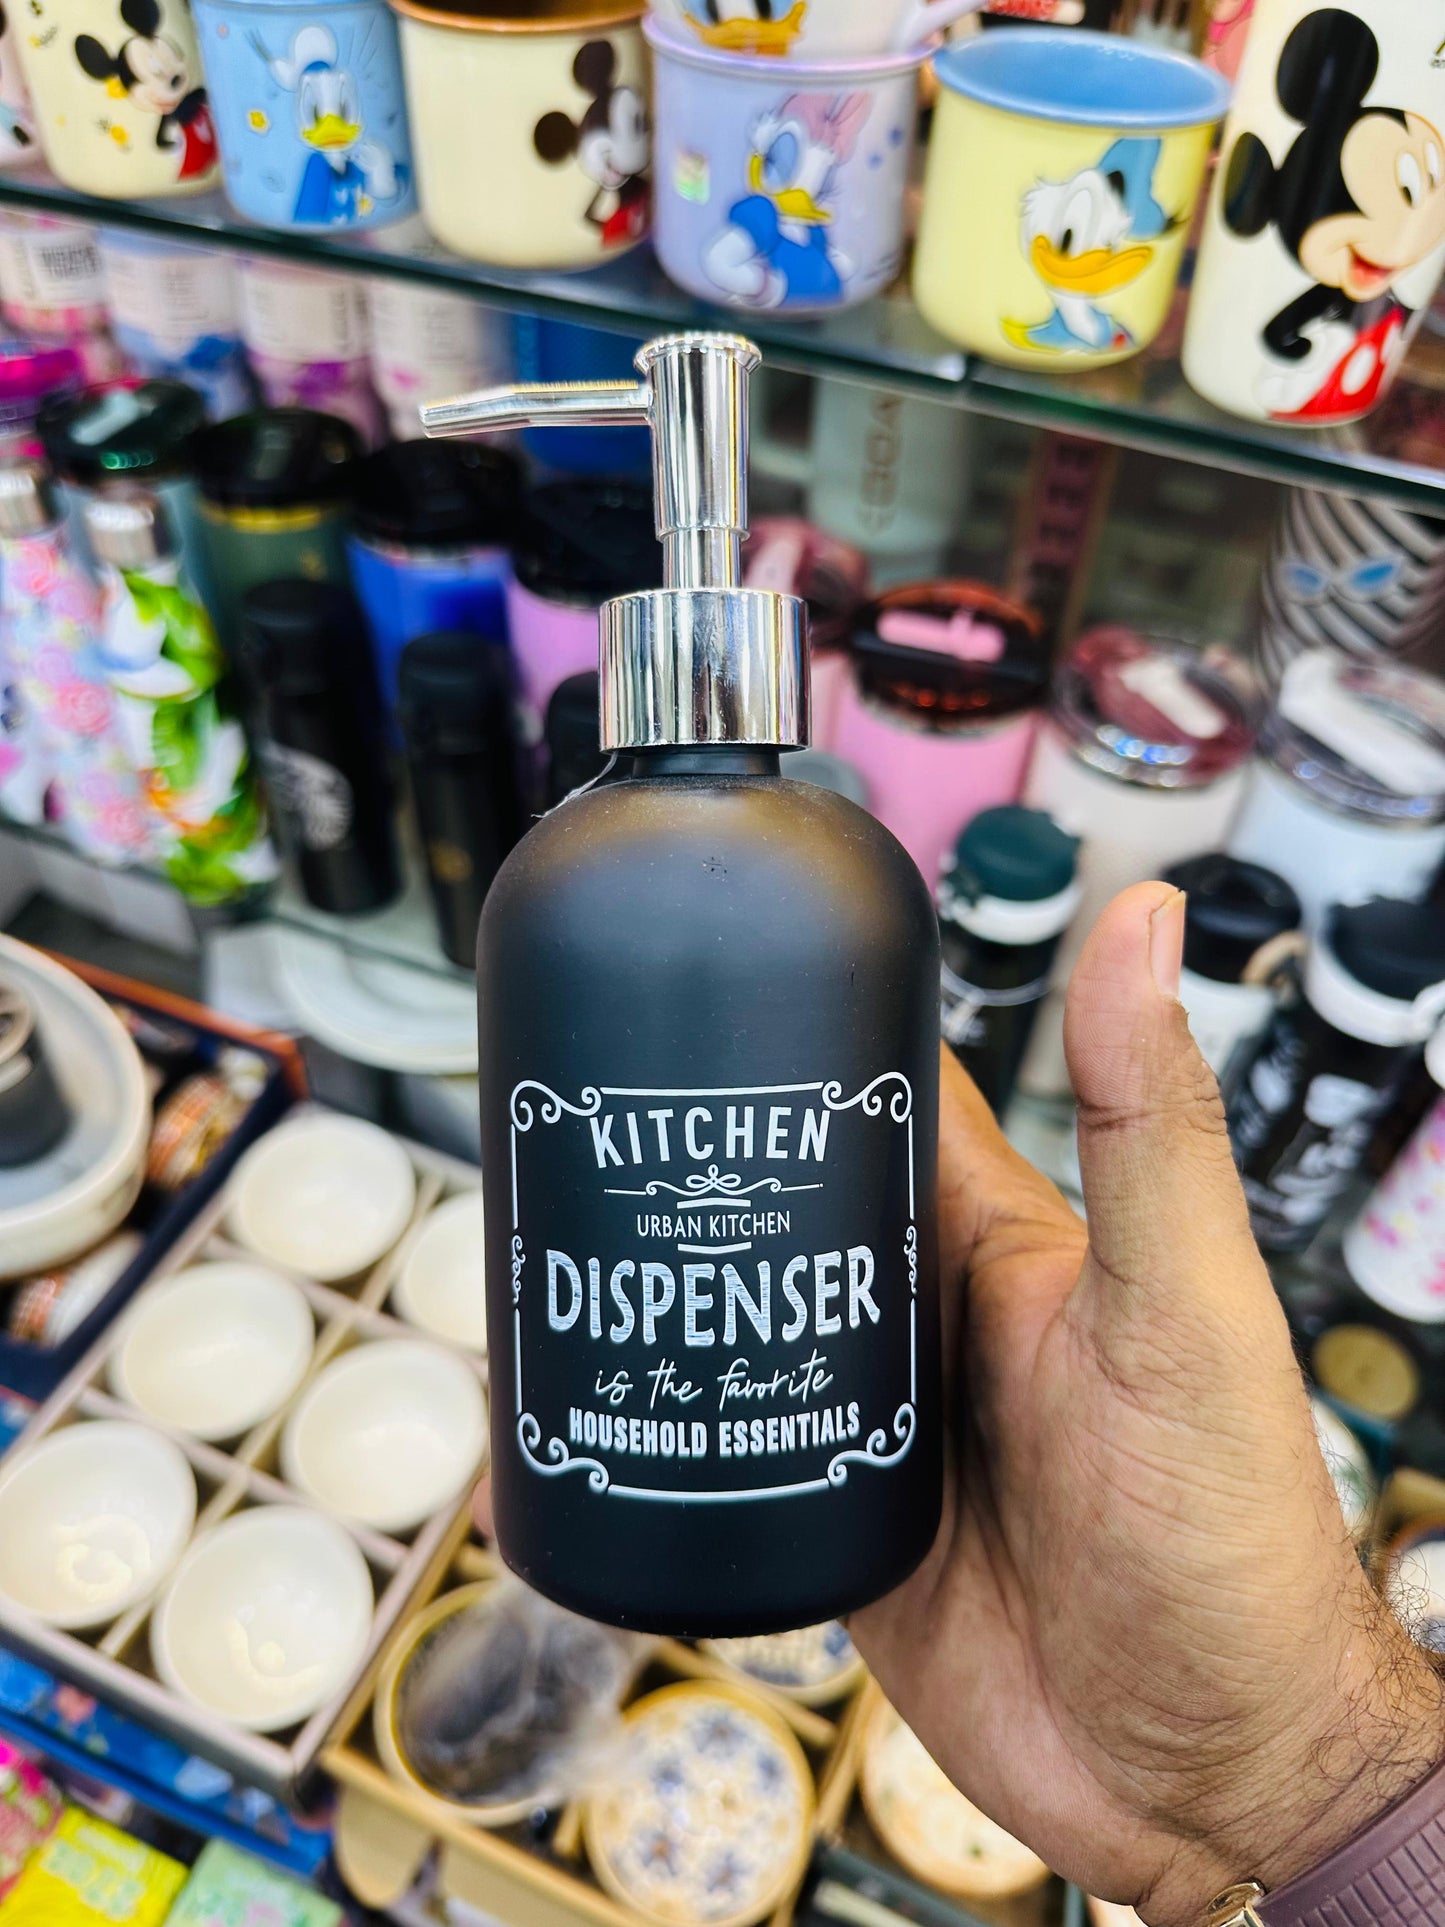 KITCHEN
URBAN KITCHEN
DISPENSER
is the favorite
HOUSEHOLD ESSENTIALS